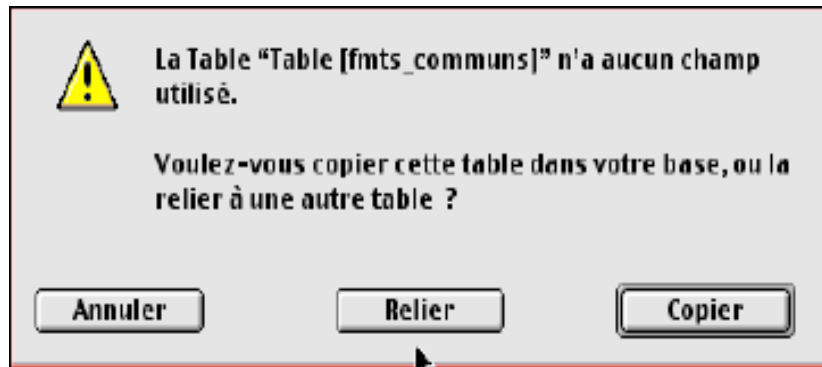 La Table “Table [fmts_communs]” n'a aucun champ
utilisé.
Voulez-vous copier cette table dans votre base, ou la
relier à une autre table ?
Annuler
Relier
Copier